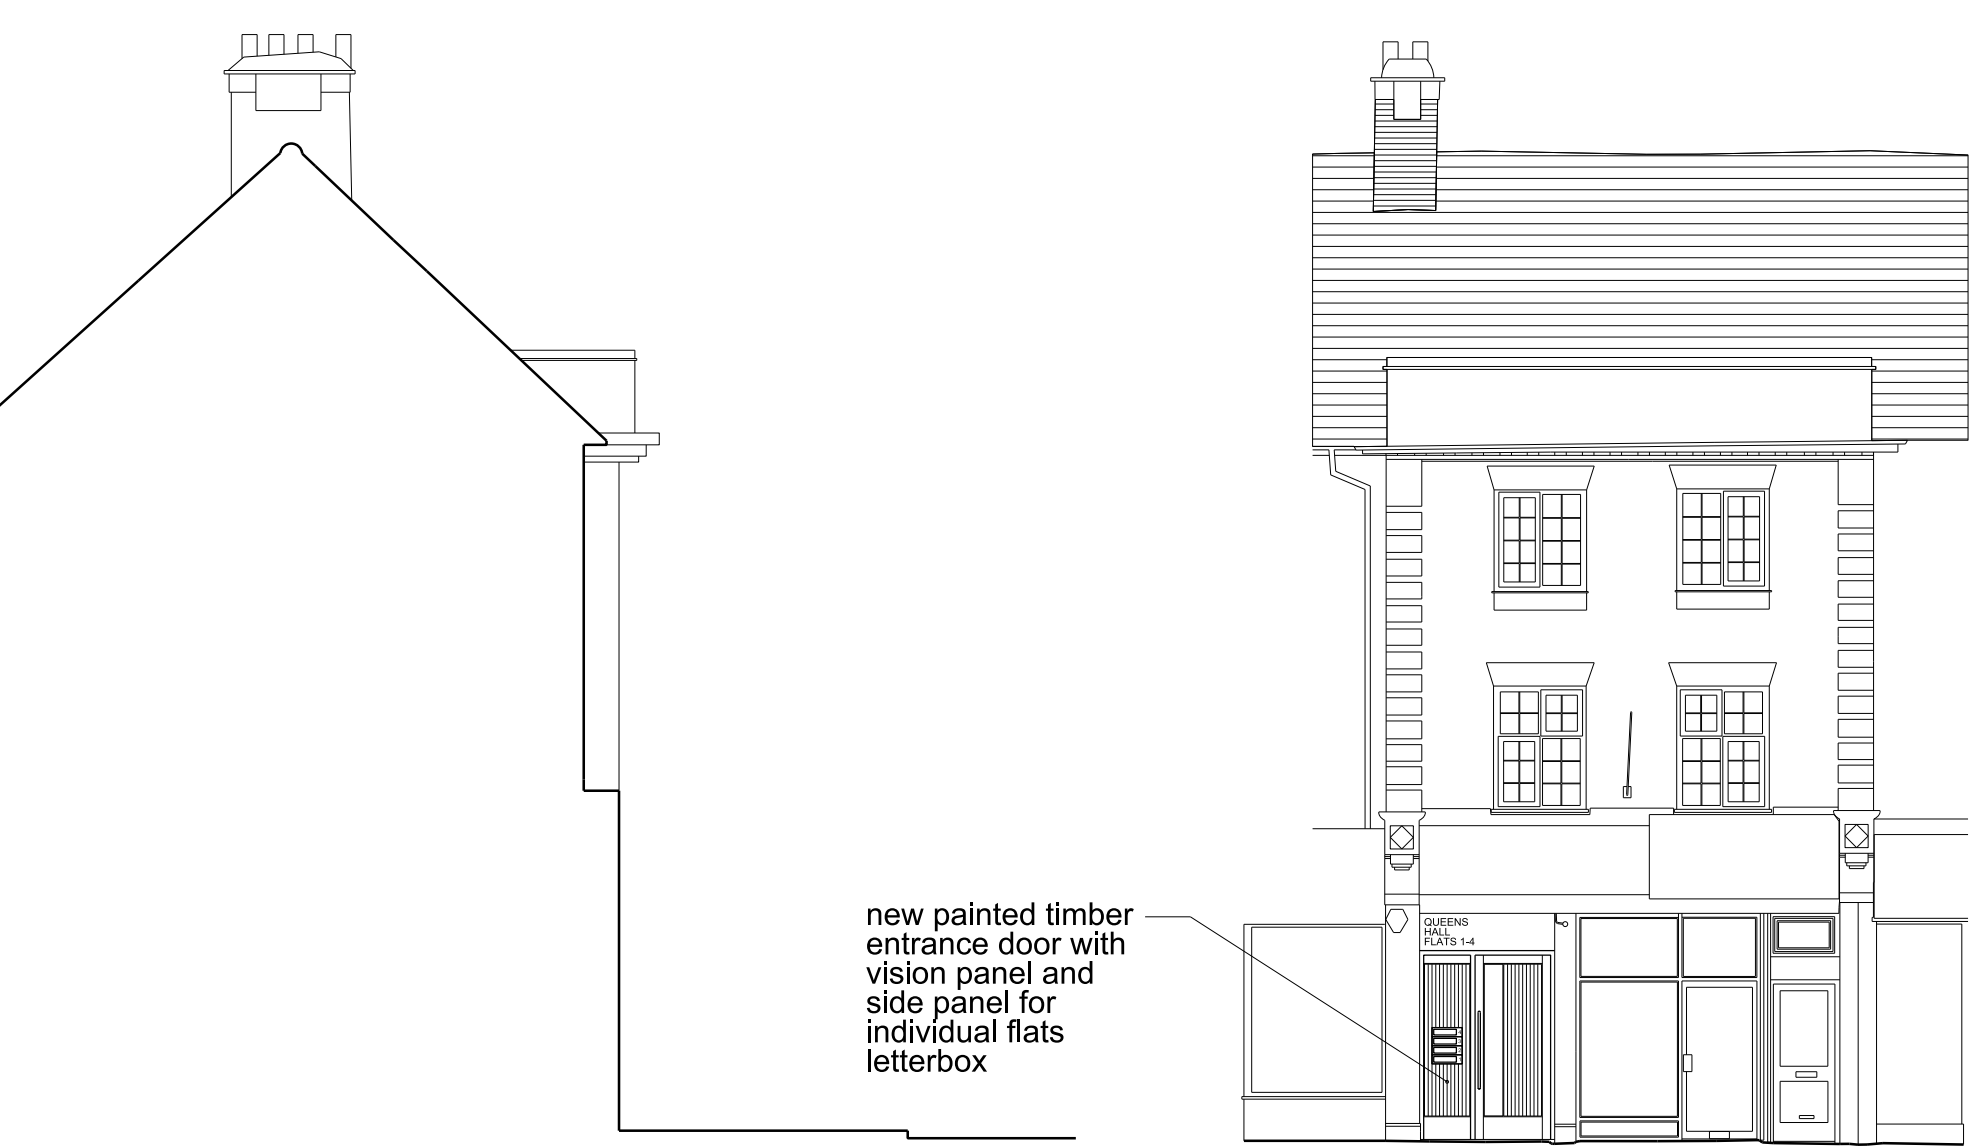 new painted timber
entrance door with
vision panel and
side panel for
individual flats
letterbox
QUEENS
HALL
FLATS 1-4